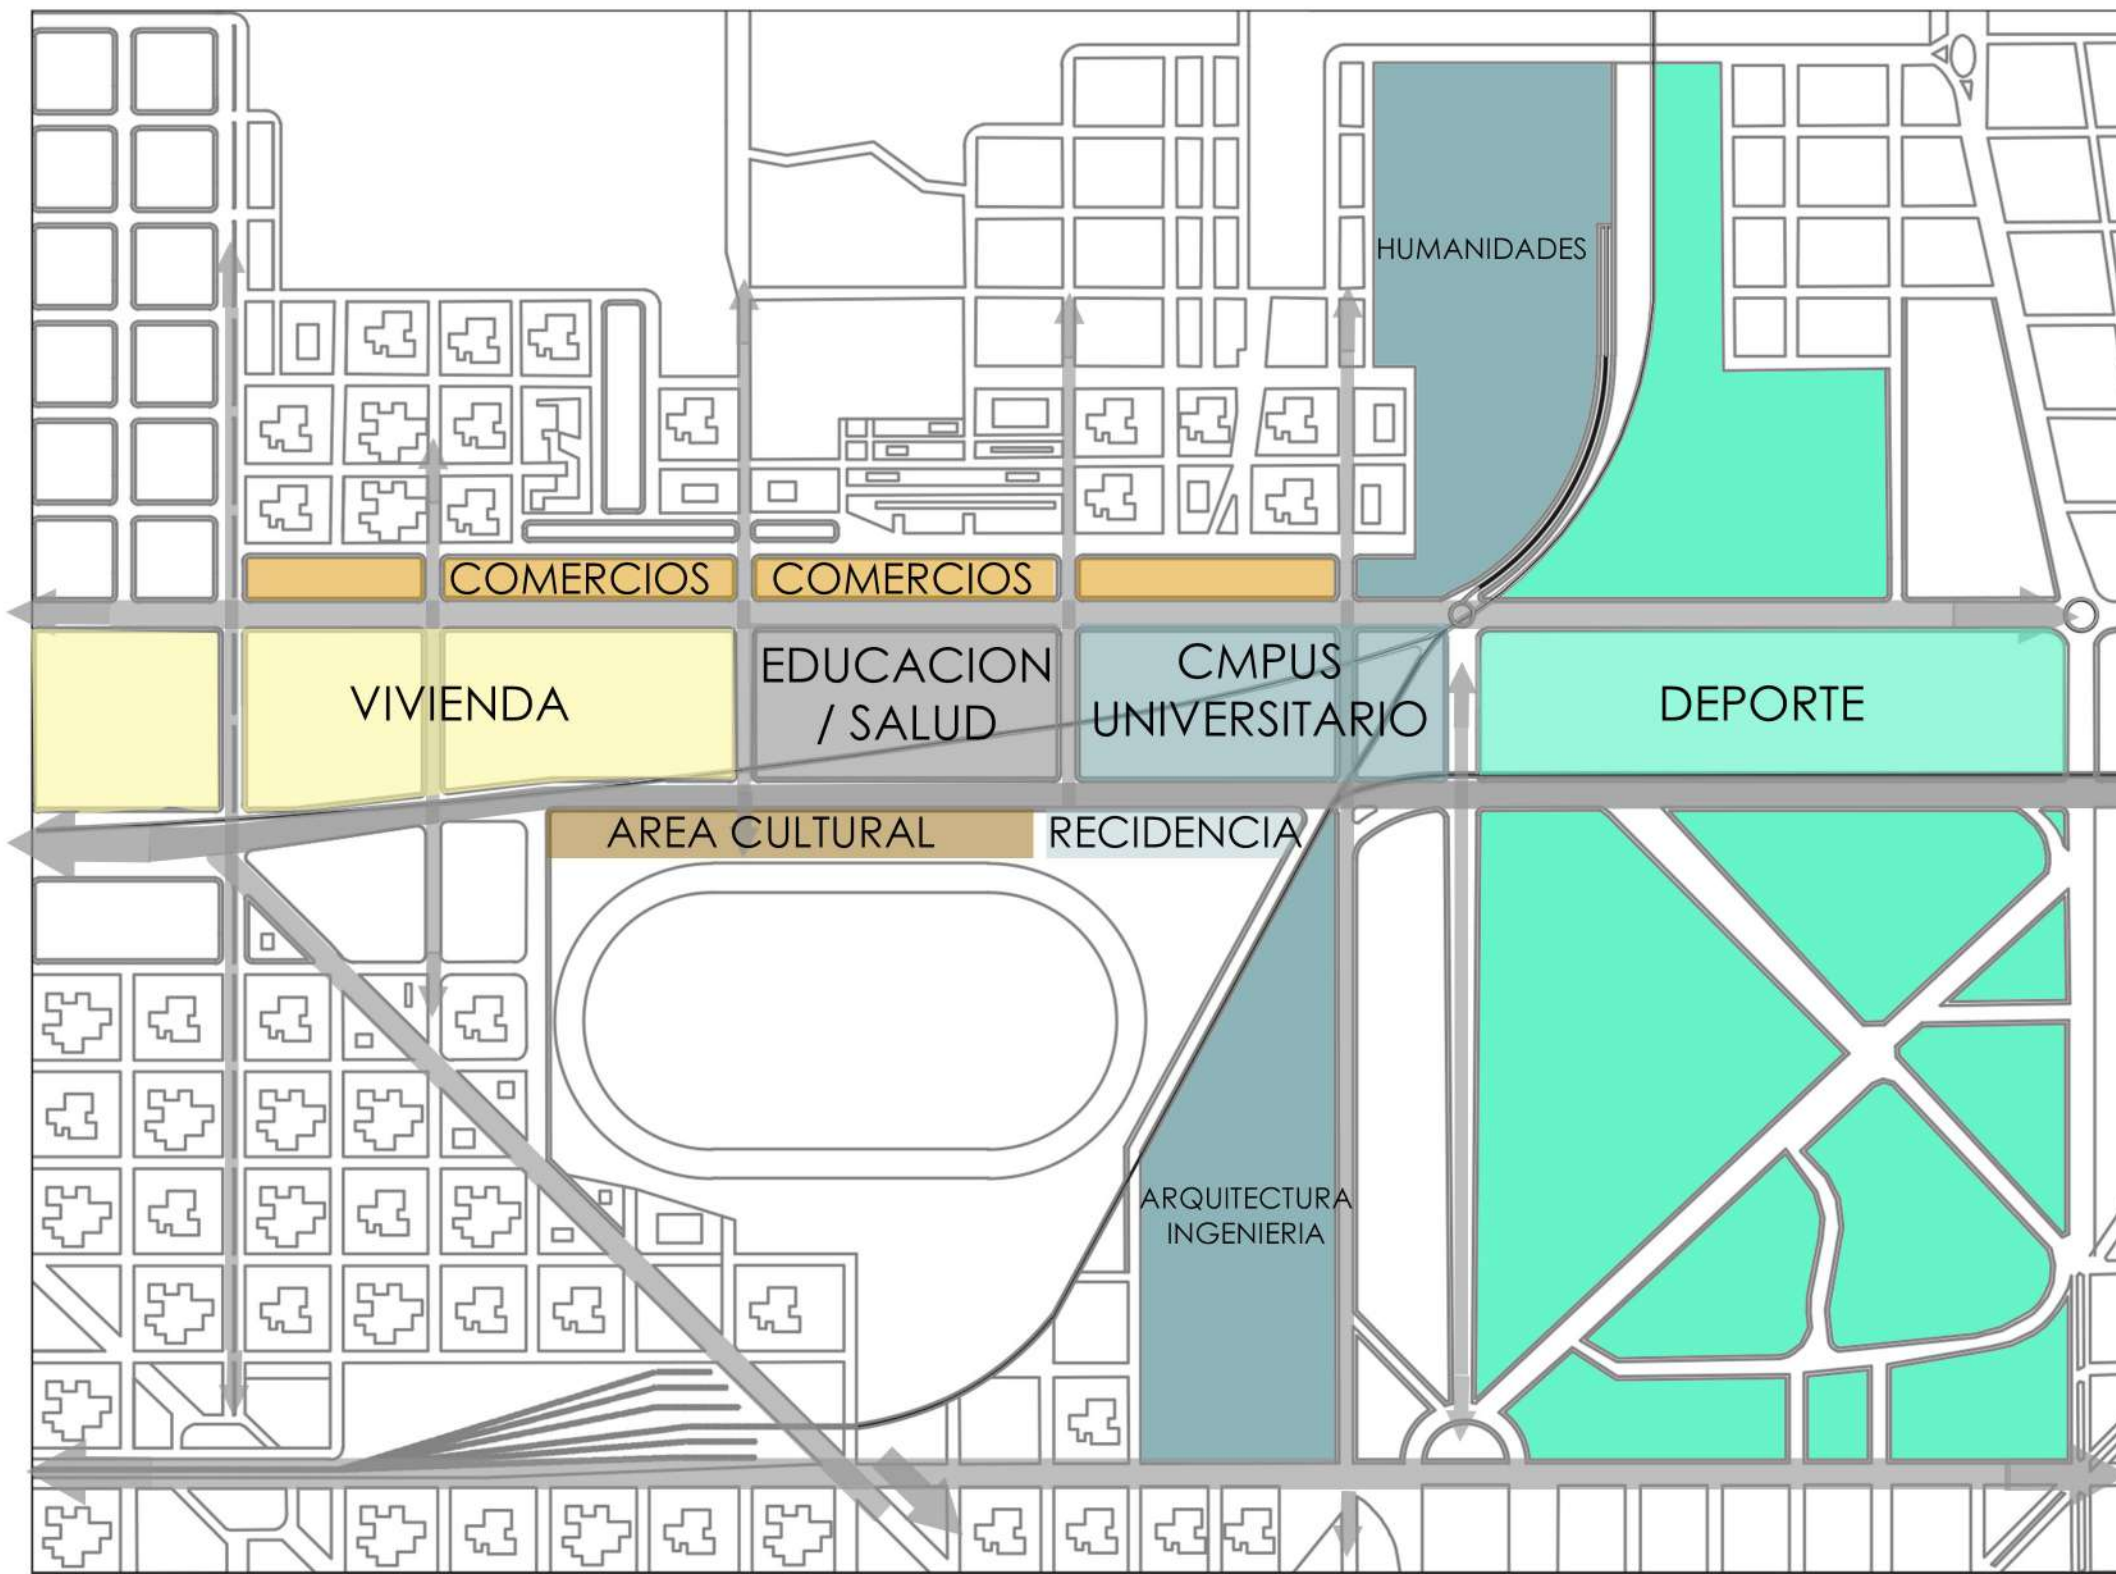 HUMANIDADES
COMERCIOS
COMERCIOS
VIVIENDA
EDUCACION
/ SALUD
CMPUS
UNIVERSITARIO
DEPORTE
AREA CULTURAL
RECIDENCIA
ARQUITECTURA
INGENIERIA